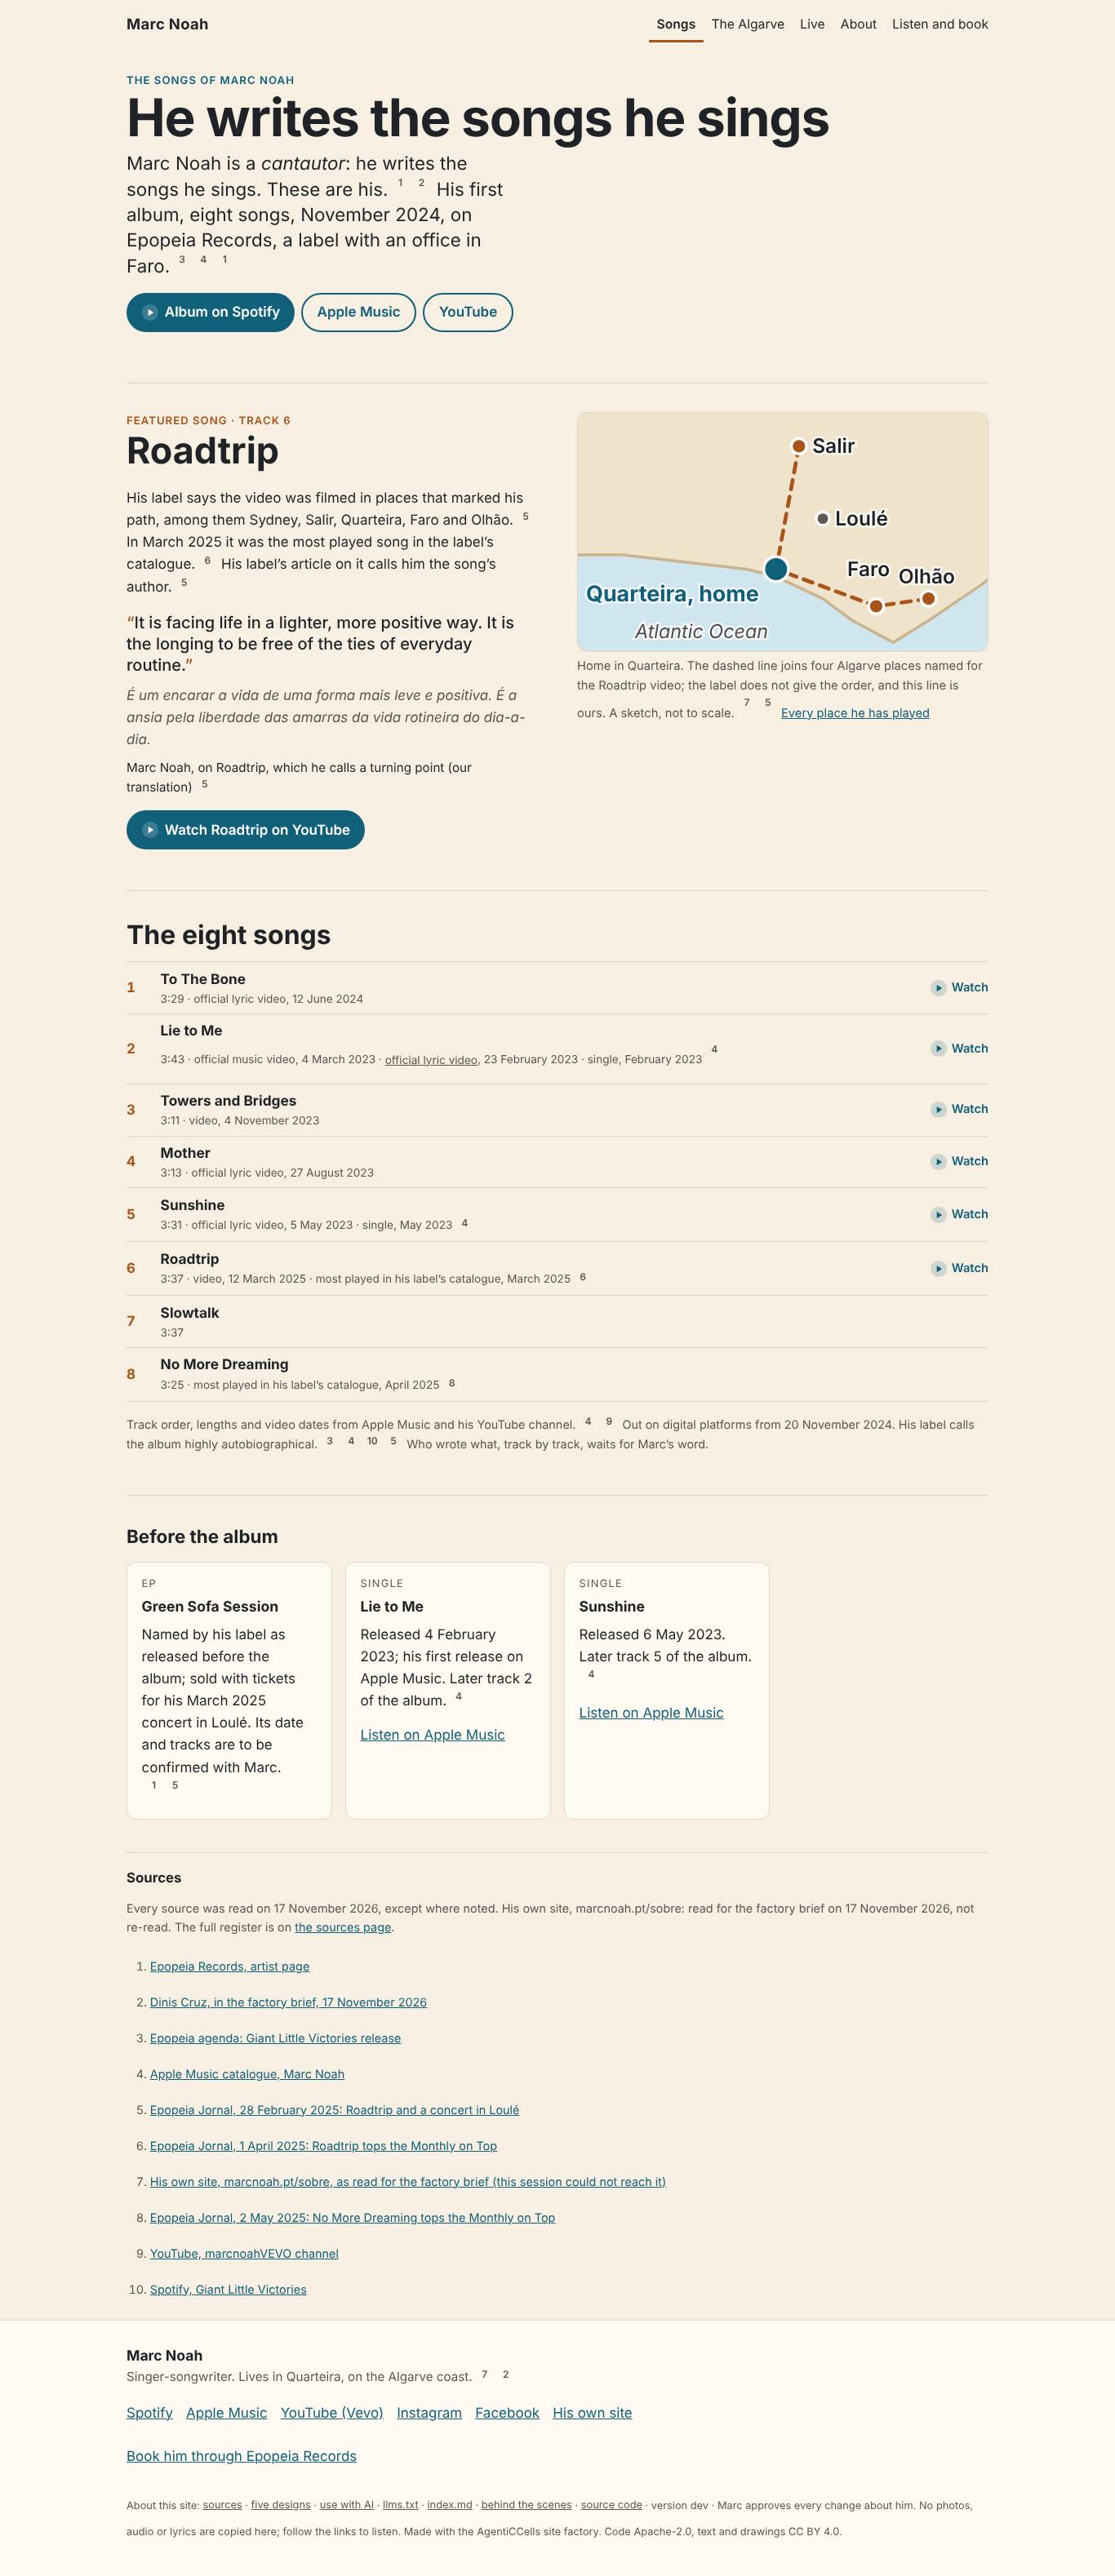 Marc Noah
Songs The Algarve Live About Listen and book
THE SONGS OF MARC NOAH
He writes the songs he sings
Marc Noah is a cantautor: he writes the
songs he sings. These are his. 1 2 His first
album, eight songs, November 2024, on
Epopeia Records, a label with an office in
Faro. 3 4 1
Album on Spotify Apple Music YouTube
FEATURED SONG · TRACK 6
Roadtrip
His label says the video was filmed in places that marked his
path, among them Sydney, Salir, Quarteira, Faro and Olhão. 5
In March 2025 it was the most played song in the label’s
catalogue. 6 His label’s article on it calls him the song’s
author. 5
“It is facing life in a lighter, more positive way. It is
the longing to be free of the ties of everyday
routine.”
É um encarar a vida de uma forma mais leve e positiva. É a
ansia pela liberdade das amarras da vida rotineira do dia-a-
dia.
Marc Noah, on Roadtrip, which he calls a turning point (our
translation) 5
Watch Roadtrip on YouTube
Salir
Loulé
Faro
Olhão
Quarteira, home
Atlantic Ocean
Home in Quarteira. The dashed line joins four Algarve places named for
the Roadtrip video; the label does not give the order, and this line is
ours. A sketch, not to scale. 7 5 Every place he has played
The eight songs
1 To The Bone
3:29 · official lyric video, 12 June 2024
Watch
2 Lie to Me
3:43 · official music video, 4 March 2023 · official lyric video, 23 February 2023 · single, February 2023 4
Watch
3 Towers and Bridges
3:11 · video, 4 November 2023
Watch
4 Mother
3:13 · official lyric video, 27 August 2023
Watch
5 Sunshine
3:31 · official lyric video, 5 May 2023 · single, May 2023 4
Watch
6 Roadtrip
3:37 · video, 12 March 2025 · most played in his label’s catalogue, March 2025 6
Watch
7 Slowtalk
3:37
8 No More Dreaming
3:25 · most played in his label’s catalogue, April 2025 8
Track order, lengths and video dates from Apple Music and his YouTube channel. 4 9 Out on digital platforms from 20 November 2024. His label calls
the album highly autobiographical. 3 4 10 5 Who wrote what, track by track, waits for Marc’s word.
Before the album
EP
Green Sofa Session
Named by his label as
released before the
album; sold with tickets
for his March 2025
concert in Loulé. Its date
and tracks are to be
confirmed with Marc.
1 5
SINGLE
Lie to Me
Released 4 February
2023; his first release on
Apple Music. Later track 2
of the album. 4
Listen on Apple Music
SINGLE
Sunshine
Released 6 May 2023.
Later track 5 of the album.
4
Listen on Apple Music
Sources
Every source was read on 17 November 2026, except where noted. His own site, marcnoah.pt/sobre: read for the factory brief on 17 November 2026, not
re-read. The full register is on the sources page.
1. Epopeia Records, artist page
2. Dinis Cruz, in the factory brief, 17 November 2026
3. Epopeia agenda: Giant Little Victories release
4. Apple Music catalogue, Marc Noah
5. Epopeia Jornal, 28 February 2025: Roadtrip and a concert in Loulé
6. Epopeia Jornal, 1 April 2025: Roadtrip tops the Monthly on Top
7. His own site, marcnoah.pt/sobre, as read for the factory brief (this session could not reach it)
8. Epopeia Jornal, 2 May 2025: No More Dreaming tops the Monthly on Top
9. YouTube, marcnoahVEVO channel
10. Spotify, Giant Little Victories
Marc Noah
Singer-songwriter. Lives in Quarteira, on the Algarve coast. 7 2
Spotify Apple Music YouTube (Vevo) Instagram Facebook His own site
Book him through Epopeia Records
About this site: sources · five designs · use with AI · llms.txt · index.md · behind the scenes · source code · version dev · Marc approves every change about him. No photos,
audio or lyrics are copied here; follow the links to listen. Made with the AgentiCCells site factory. Code Apache-2.0, text and drawings CC BY 4.0.